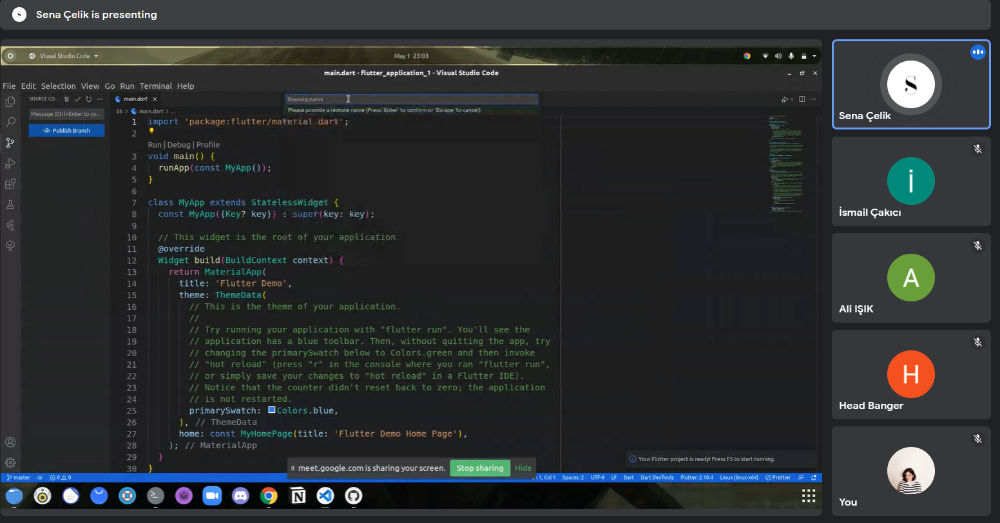 S
Sena Çelik is presenting
Visual Studio Code
May 1 23:03
main.dart - flutter_application_1 - Visual Studio Code
File Edit Selection View Go Run Terminal Help
SOURCE CO...
main.dart
Remote name
Please provide a remote name (Press 'Enter' to confirm or 'Escape' to cancel)
Message (Ctrl+Enter to co...
Publish Branch
lib > main.dart > ...
1 import 'package:flutter/material.dart';
2
Run | Debug | Profile
3 void main() {
4 runApp(const MyApp());
5 }
6
7 class MyApp extends StatelessWidget {
8 const MyApp({Key? key}) : super(key: key);
9
10 // This widget is the root of your application.
11 @override
12 Widget build(BuildContext context) {
13 return MaterialApp(
14 title: 'Flutter Demo',
15 theme: ThemeData(
16 // This is the theme of your application.
17 //
18 // Try running your application with "flutter run". You'll see the
19 // application has a blue toolbar. Then, without quitting the app, try
20 // changing the primarySwatch below to Colors.green and then invoke
21 // "hot reload" (press "r" in the console where you ran "flutter run",
22 // or simply save your changes to "hot reload" in a Flutter IDE).
23 // Notice that the counter didn't reset back to zero; the application
24 // is not restarted.
25 primarySwatch: Colors.blue,
26 ), // ThemeData
27 home: const MyHomePage(title: 'Flutter Demo Home Page'),
28 ); // MaterialApp
29 }
30 }
Your Flutter project is ready! Press F5 to start running.
meet.google.com is sharing your screen. Stop sharing Hide
master 0 0 Ln 1, Col 1 Spaces: 2 UTF-8 LF Dart Dart DevTools Flutter: 2.10.4 Linux (linux-x64) Prettier
S
Sena Çelik
i
İsmail Çakıcı
A
Ali IŞIK
H
Head Banger
You